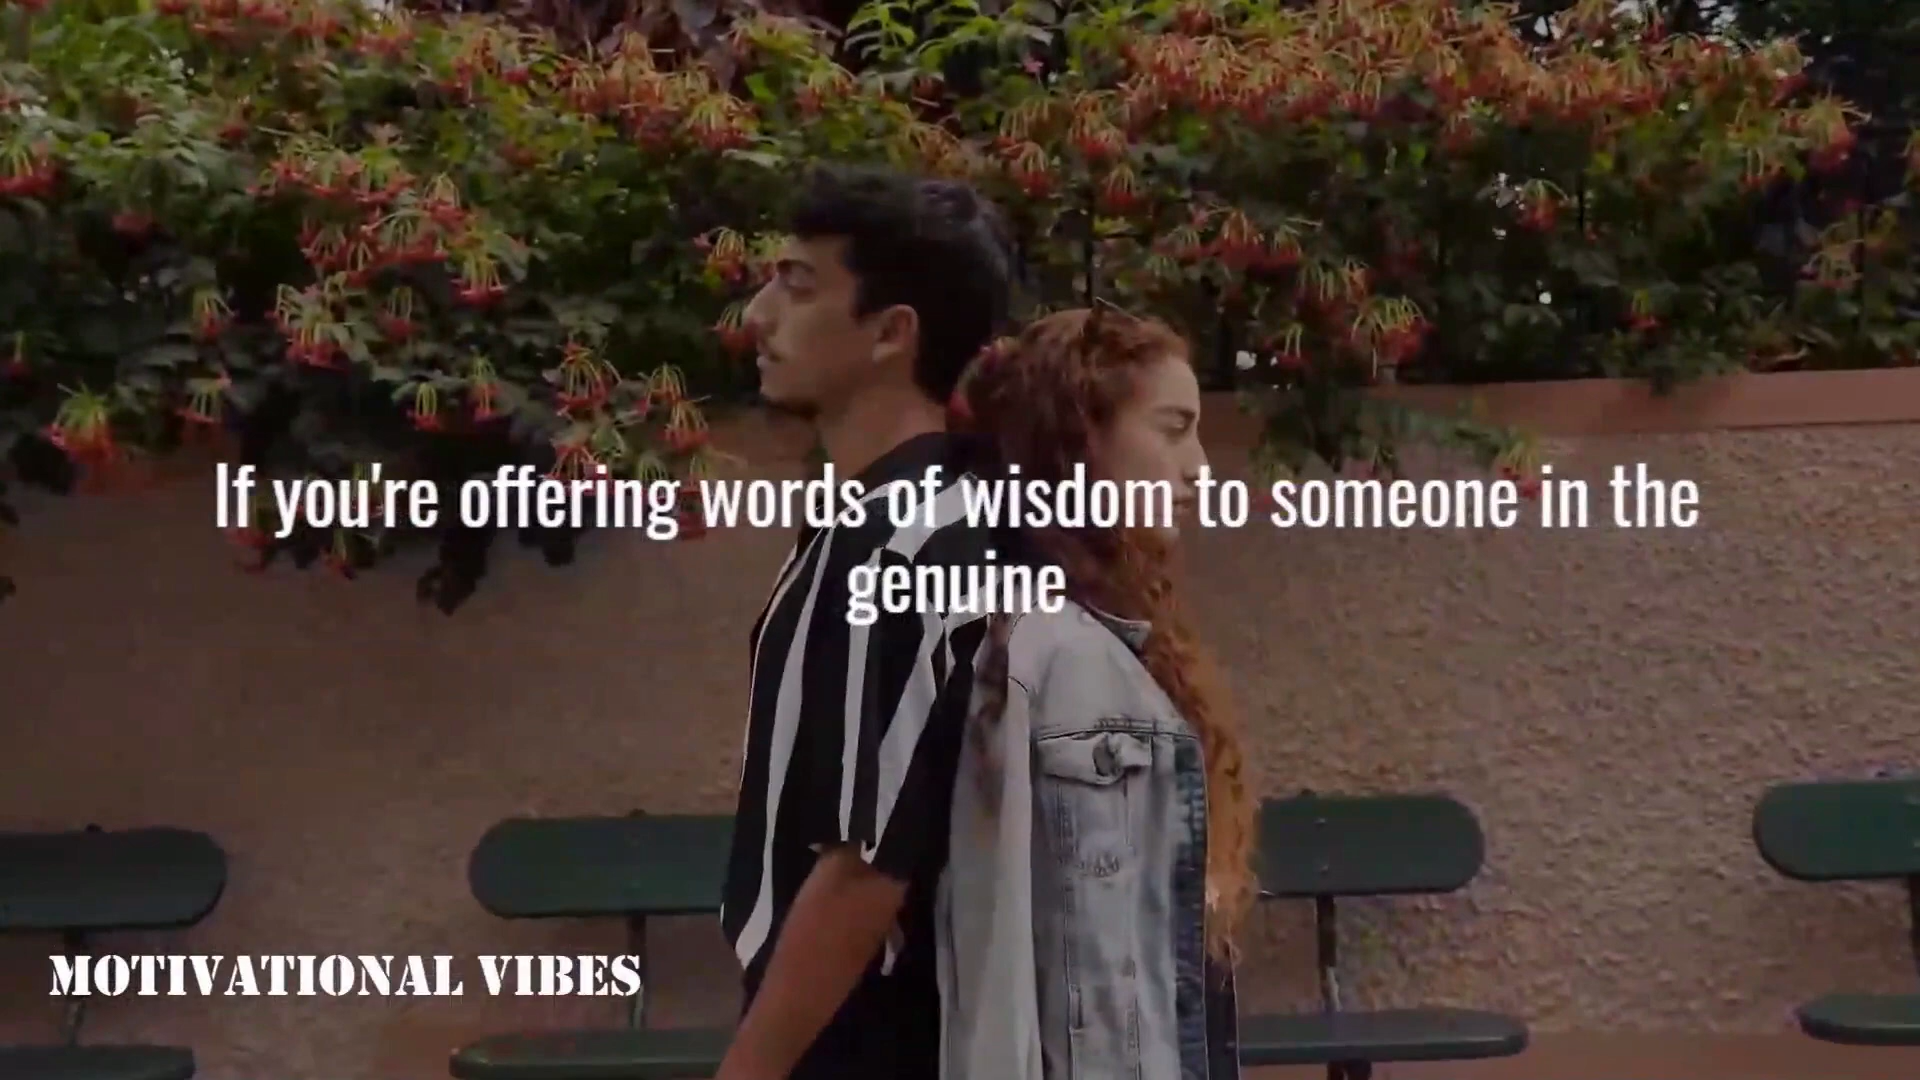 If you're offering words of wisdom to someone in the
genuine
MOTIVATIONAL VIBES